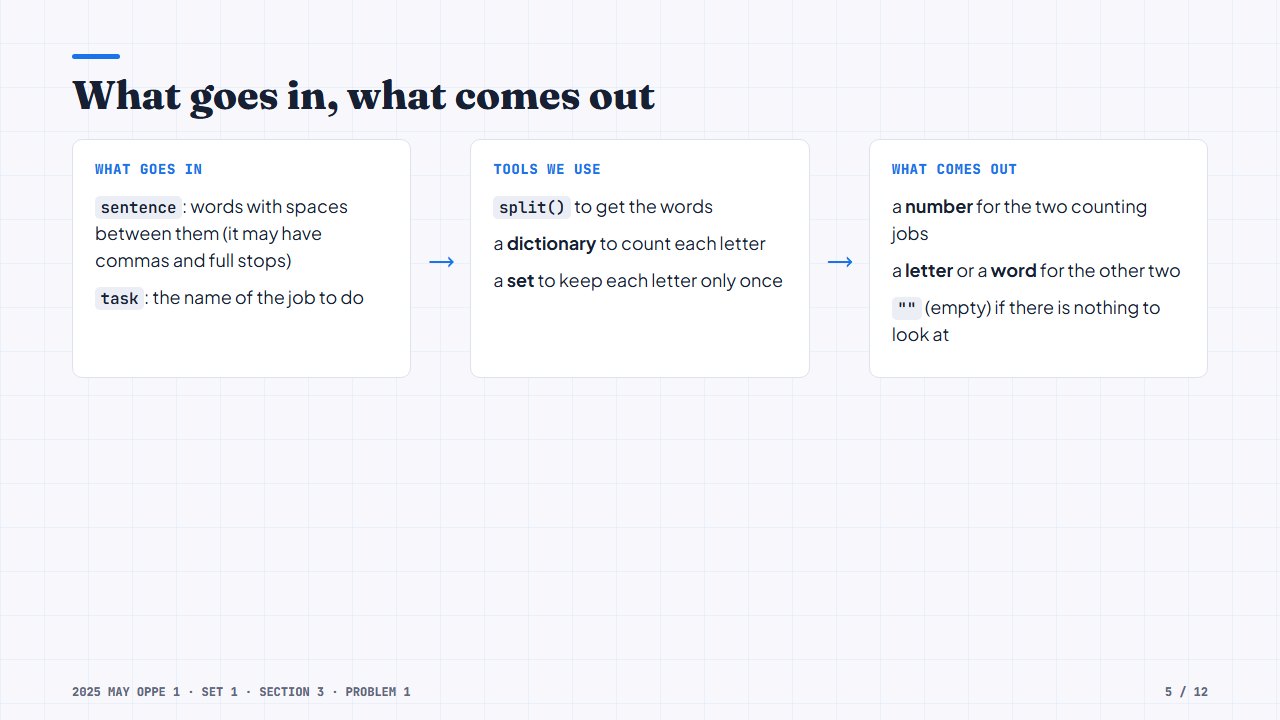 What goes in, what comes out
WHAT GOES IN
sentence : words with spaces
between them (it may have
commas and full stops)
task : the name of the job to do
→
TOOLS WE USE
split() to get the words
a dictionary to count each letter
a set to keep each letter only once
→
WHAT COMES OUT
a number for the two counting
jobs
a letter or a word for the other two
"" (empty) if there is nothing to
look at
2025 MAY OPPE 1 · SET 1 · SECTION 3 · PROBLEM 1
5 / 12